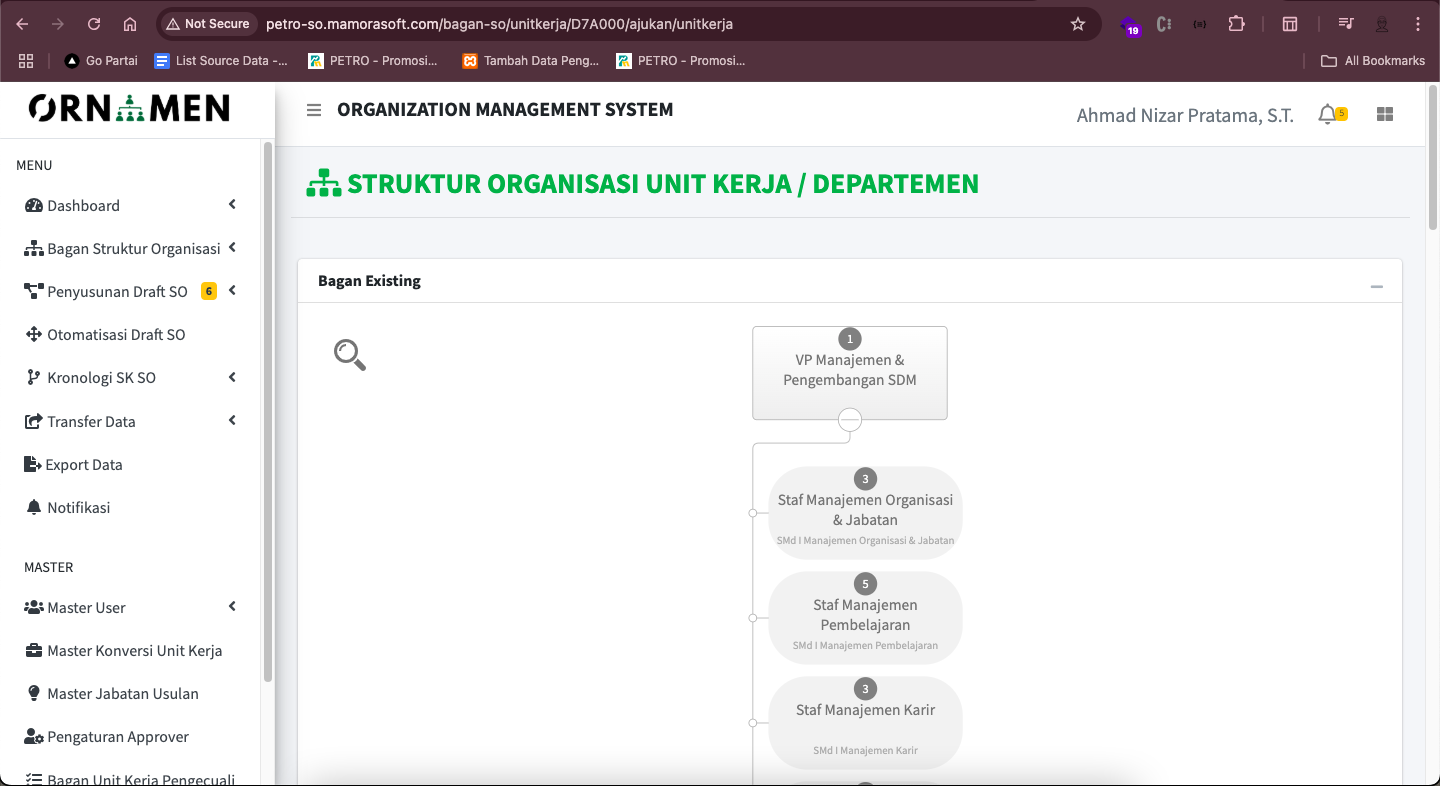 Not Secure
petro-so.mamorasoft.com/bagan-so/unitkerja/D7A000/ajukan/unitkerja
19
Go Partai
List Source Data -...
PETRO - Promosi...
Tambah Data Peng...
PETRO - Promosi...
All Bookmarks
ORNAMEN
ORGANIZATION MANAGEMENT SYSTEM
Ahmad Nizar Pratama, S.T.
5
MENU
Dashboard
Bagan Struktur Organisasi
Penyusunan Draft SO 6
Otomatisasi Draft SO
Kronologi SK SO
Transfer Data
Export Data
Notifikasi
MASTER
Master User
Master Konversi Unit Kerja
Master Jabatan Usulan
Pengaturan Approver
Bagan Unit Kerja Pengecuali
STRUKTUR ORGANISASI UNIT KERJA / DEPARTEMEN
Bagan Existing
1
VP Manajemen &
Pengembangan SDM
3
Staf Manajemen Organisasi
& Jabatan
SMd I Manajemen Organisasi & Jabatan
5
Staf Manajemen
Pembelajaran
SMd I Manajemen Pembelajaran
3
Staf Manajemen Karir
SMd I Manajemen Karir